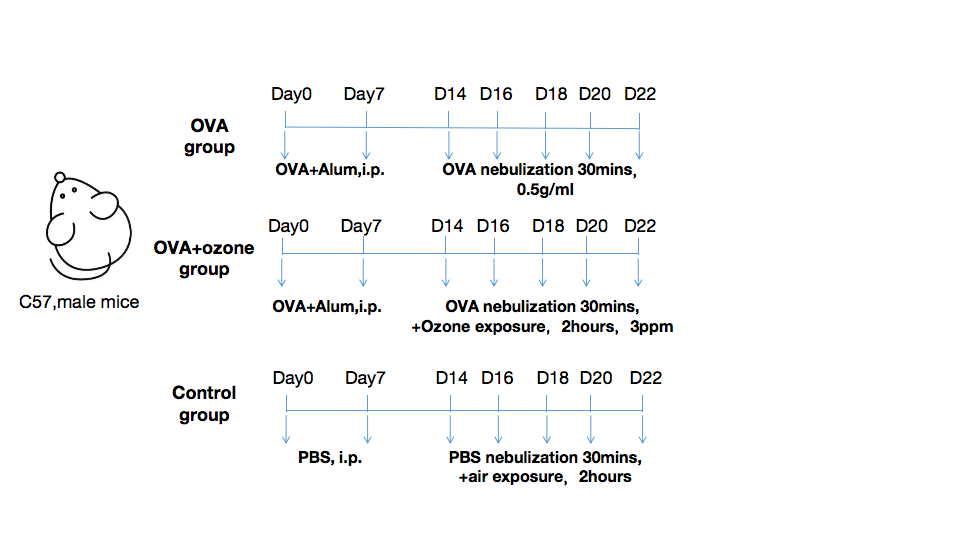 Day0 Day7 D14 D16 D18 D20 D22
OVA
group
OVA+Alum,i.p. OVA nebulization 30mins,
0.5g/ml
Day0 Day7 D14 D16 D18 D20 D22
OVA+ozone
group
C57,male mice
OVA+Alum,i.p. OVA nebulization 30mins,
+Ozone exposure, 2hours, 3ppm
Day0 Day7 D14 D16 D18 D20 D22
Control
group
PBS, i.p. PBS nebulization 30mins,
+air exposure, 2hours